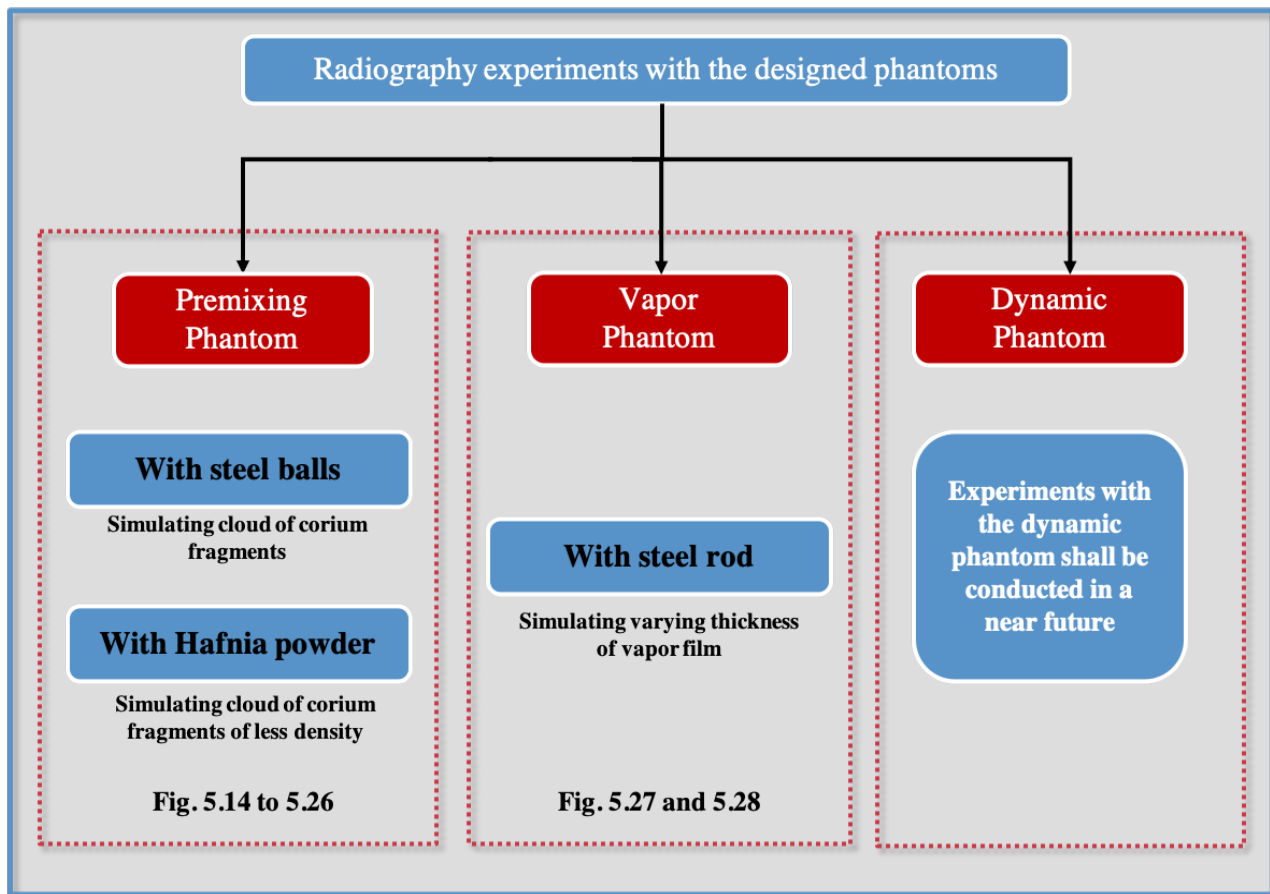 Radiography experiments with the designed phantoms
Premixing
Phantom
With steel balls
Simulating cloud of corium
fragments
With Hafnia powder
Simulating cloud of corium
fragments of less density
Fig. 5.14 to 5.26
Vapor
Phantom
With steel rod
Simulating varying thickness
of vapor film
Fig. 5.27 and 5.28
Dynamic
Phantom
Experiments with
the dynamic
phantom shall be
conducted in a
near future